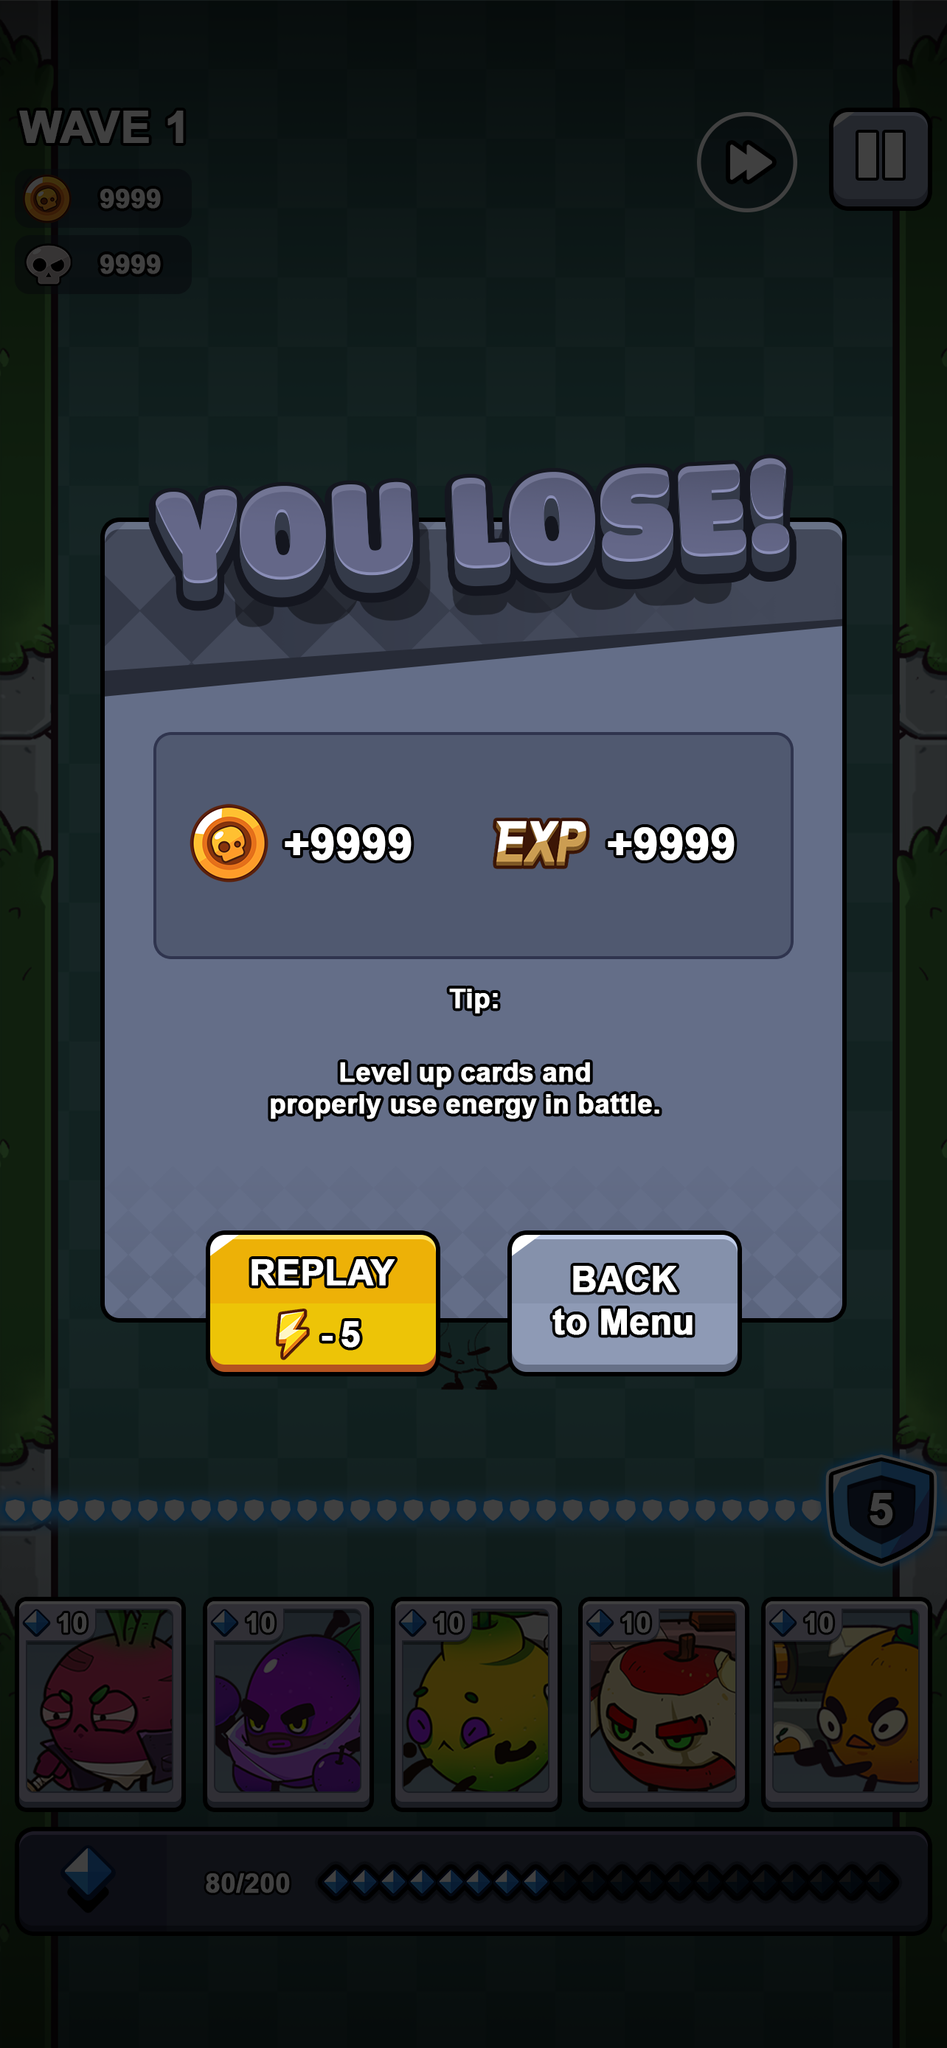 WAVE 1
9999
9999
YOU LOSE!
+9999 EXP +9999
Tip:
Level up cards and
properly use energy in battle.
REPLAY
-5
BACK
to Menu
5
10 10 10 10 10
80/200